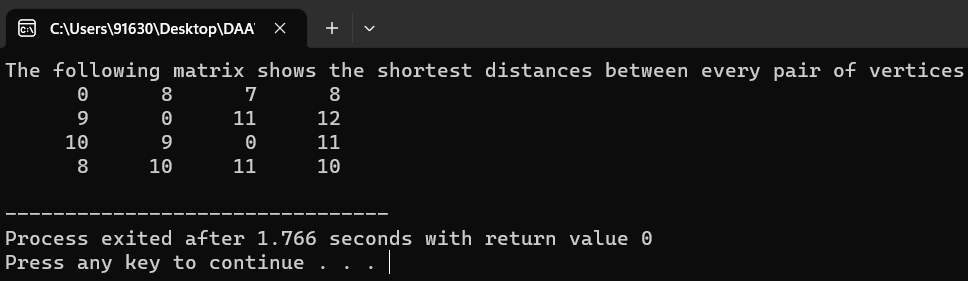 C:\Users\91630\Desktop\DAA\
The following matrix shows the shortest distances between every pair of vertices
0 8 7 8
9 0 11 12
10 9 0 11
8 10 11 10
--------------------------------
Process exited after 1.766 seconds with return value 0
Press any key to continue . . .